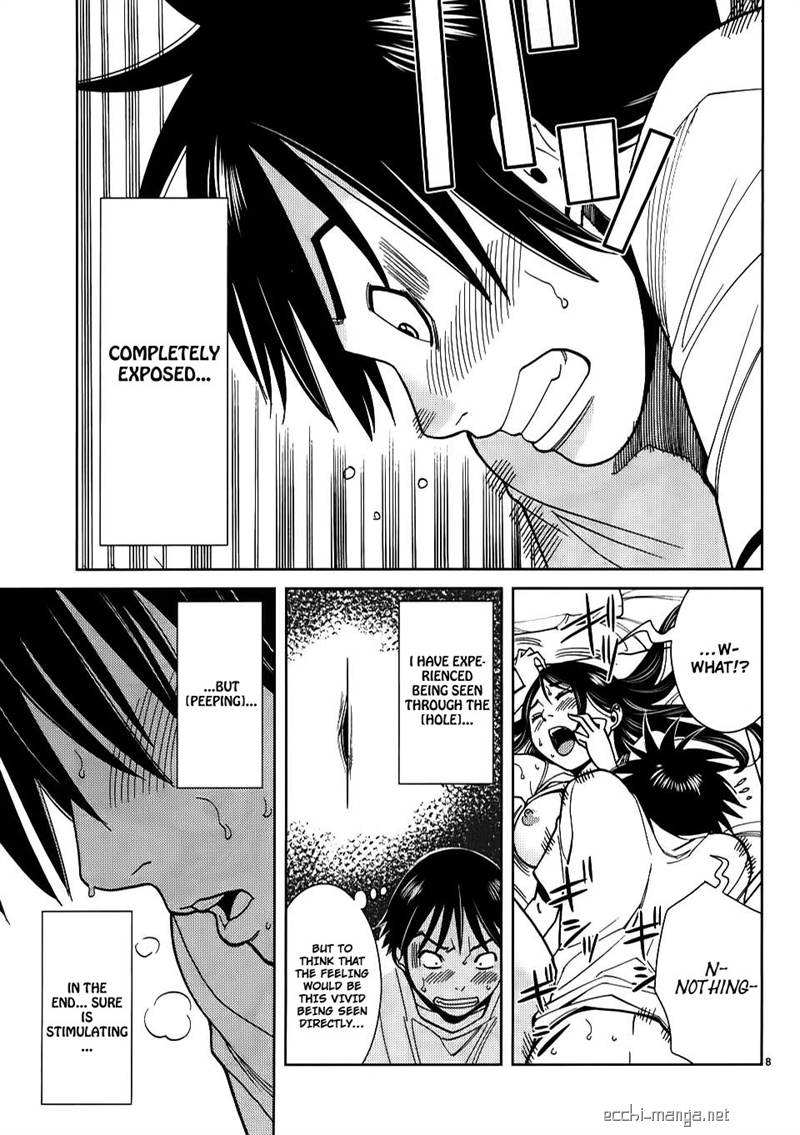 COMPLETELY
EXPOSED...
...W-
WHAT!?
N-
NOTHING-
I HAVE EXPE-
RIENCED
BEING SEEN
THROUGH THE
[HOLE]...
BUT TO
THINK THAT
THE FEELING
WOULD BE
THIS VIVID
BEING SEEN
DIRECTLY...
...BUT
[PEEPING]...
IN THE
END... SURE
IS
STIMULATING
...
8
ecchi-manga.net